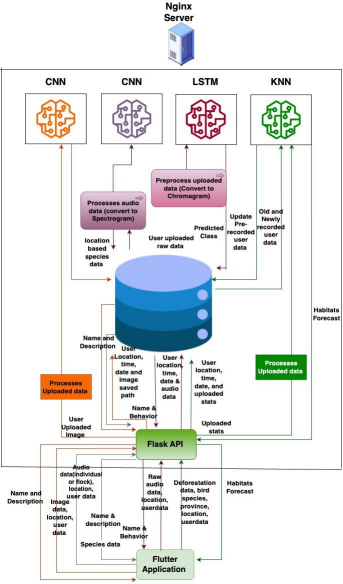 Nginx
Server
CNN
CNN
LSTM
KNN
Processes audio
data (convert to
Spectrogram)
Preprocess uploaded
data (Convert to
Chromagram)
location
based
species
data
User uploaded
raw data
Predicted
Class
Update
Pre-
recorded
user
data
Old and
Newly
recorded
user
data
Habitats
Forecast
Name and
Description
User
Location,
time,
date and
image
saved
path
User
location,
time,
date &
audio
data
User
location,
time, date,
and uploaded
stats
Processes
Uploaded data
Processes
Uploaded data
Name &
Behavior
User
Uploaded
Image
Uploaded
stats
Flask API
Name and
Description
Image data,
location,
user
data
Audio
data(individual
or flock),
location,
user data
Name &
description
Species data
Raw
audio
data,
location,
userdata
Name &
Behavior
Deforestation
data, bird
species,
province,
location,
userdata
Habitats
Forecast
Flutter
Application